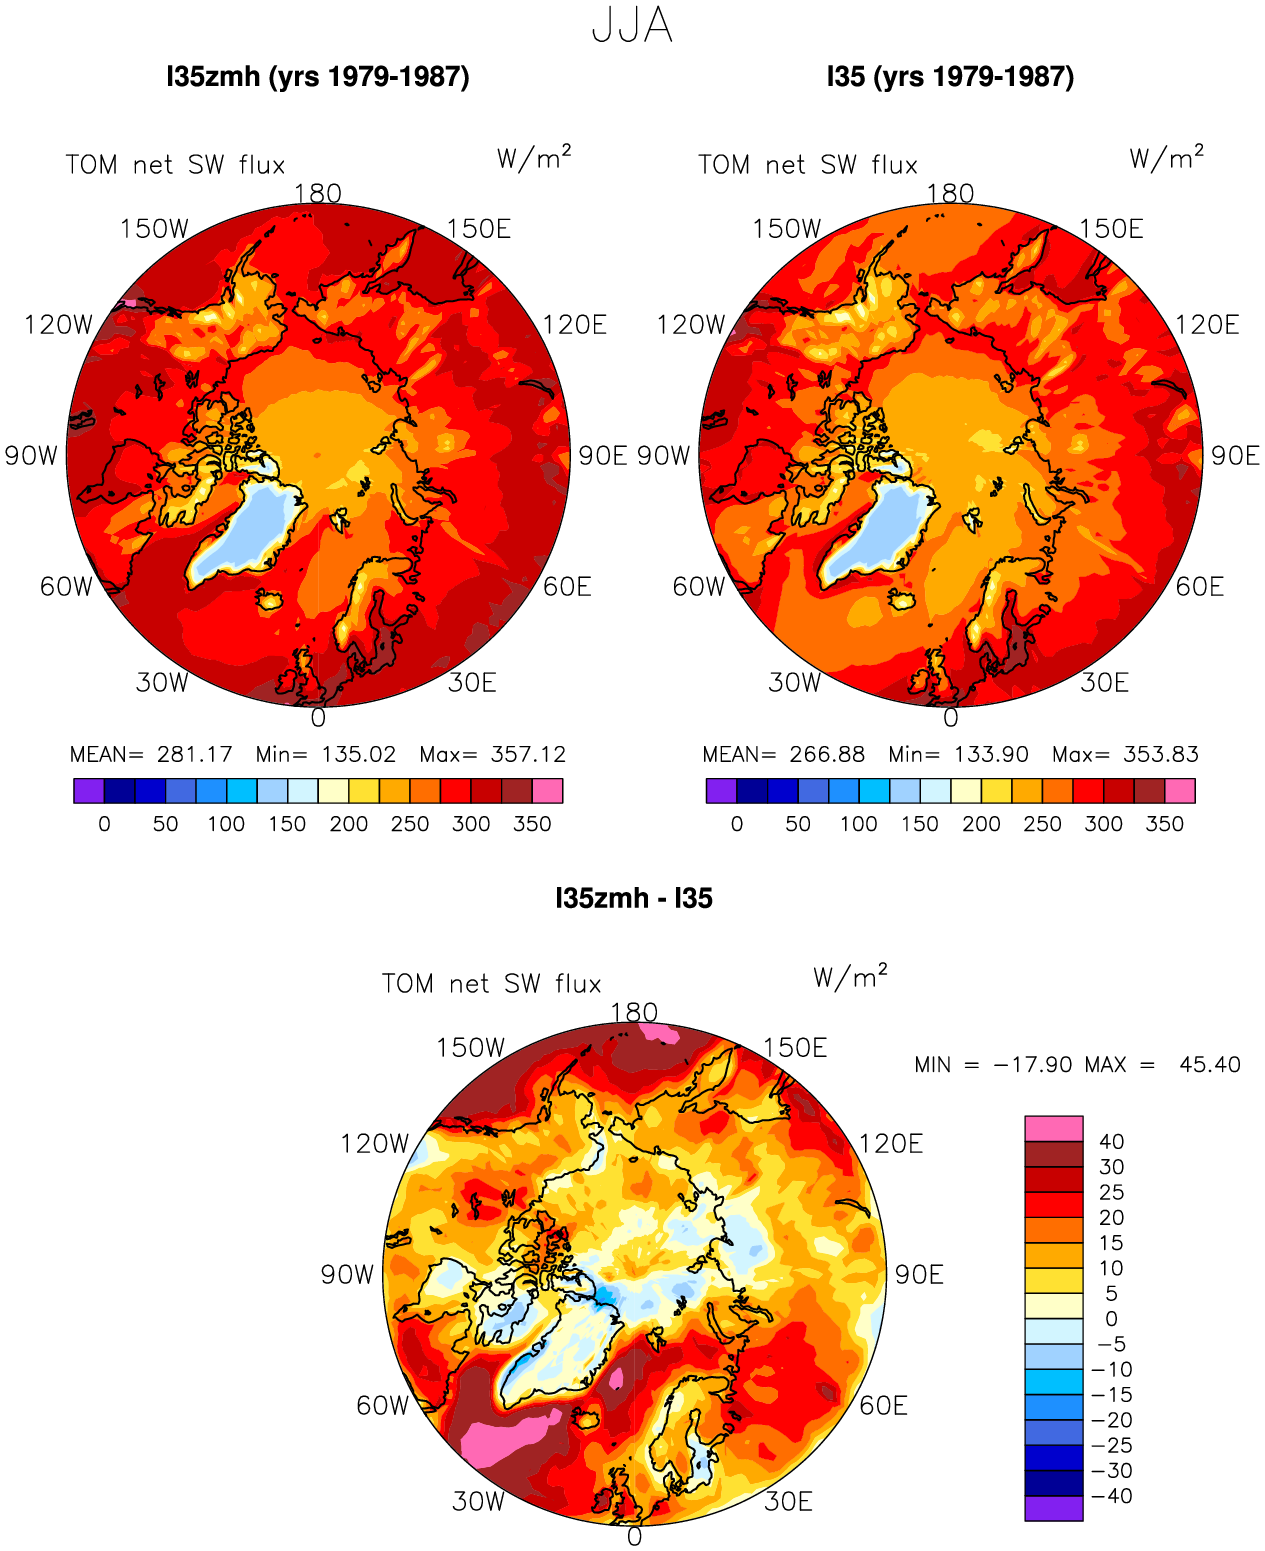 JJA
l35zmh (yrs 1979-1987)
l35 (yrs 1979-1987)
TOM net SW flux W/m²
180
150W 150E
120W 120E
90W 90E
60W 60E
30W 30E
0
MEAN= 281.17 Min= 135.02 Max= 357.12
0 50 100 150 200 250 300 350
TOM net SW flux W/m²
180
150W 150E
120W 120E
90W 90E
60W 60E
30W 30E
0
MEAN= 266.88 Min= 133.90 Max= 353.83
0 50 100 150 200 250 300 350
l35zmh - l35
TOM net SW flux W/m²
180
150W 150E
120W 120E
90W 90E
60W 60E
30W 30E
0
MIN = −17.90 MAX = 45.40
40
30
25
20
15
10
5
0
−5
−10
−15
−20
−25
−30
−40